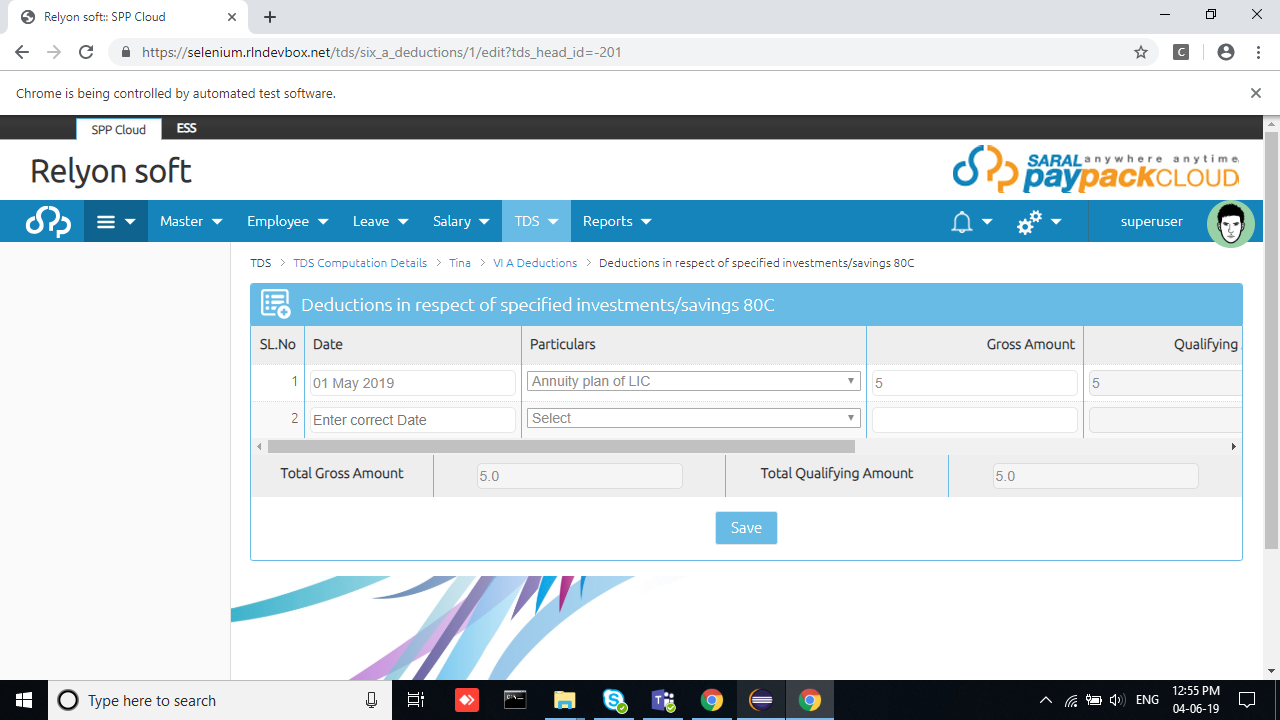 Relyon soft:: SPP Cloud
https://selenium.rlndevbox.net/tds/six_a_deductions/1/edit?tds_head_id=-201
C
Chrome is being controlled by automated test software.
SPP Cloud ESS
Relyon soft
SARAL anywhere anytime
paypackCLOUD
Master Employee Leave Salary TDS Reports superuser
TDS > TDS Computation Details > Tina > VI A Deductions > Deductions in respect of specified investments/savings 80C
Deductions in respect of specified investments/savings 80C
SL.No Date Particulars Gross Amount Qualifying
1 01 May 2019 Annuity plan of LIC 5 5
2 Enter correct Date Select
Total Gross Amount 5.0 Total Qualifying Amount 5.0
Save
Type here to search
ENG
12:55 PM
04-06-19